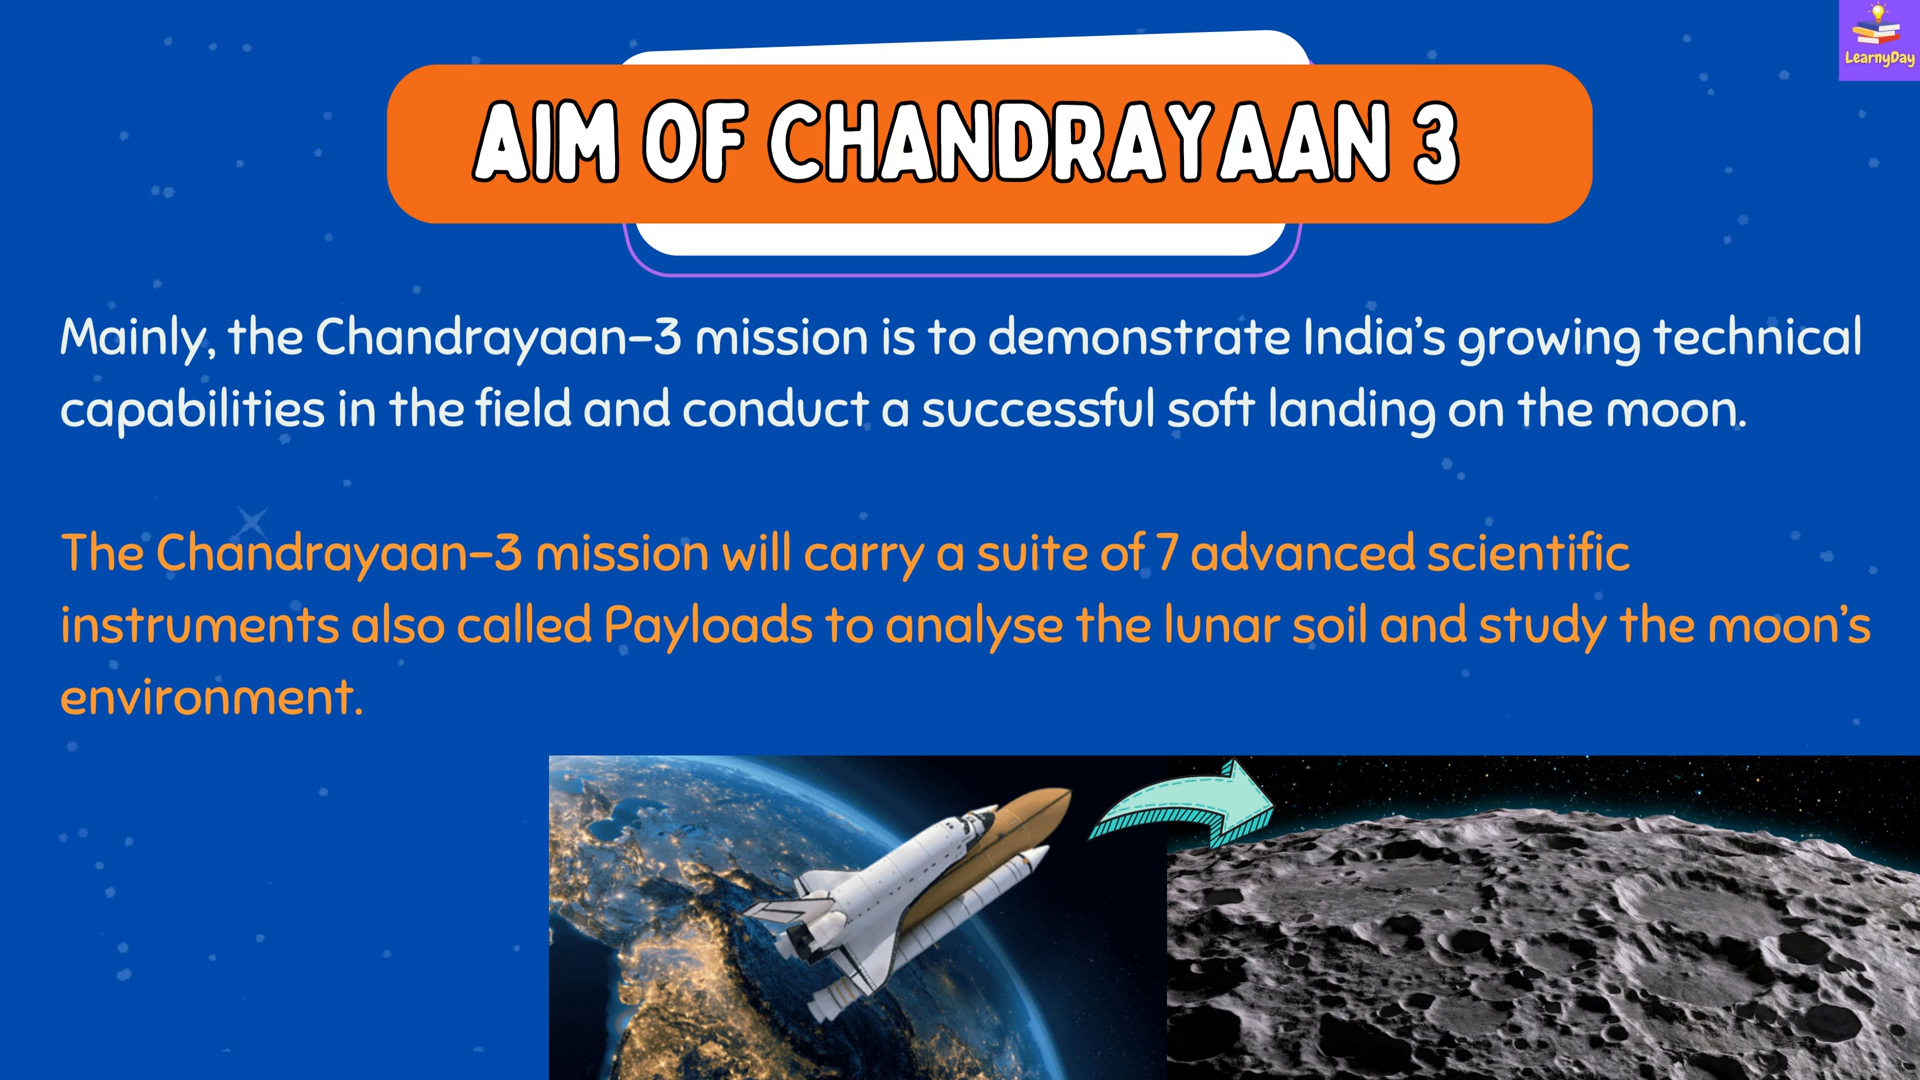 LearnyDay
AIM OF CHANDRAYAAN 3
Mainly, the Chandrayaan-3 mission is to demonstrate India's growing technical
capabilities in the field and conduct a successful soft landing on the moon.
The Chandrayaan-3 mission will carry a suite of 7 advanced scientific
instruments also called Payloads to analyse the lunar soil and study the moon's
environment.